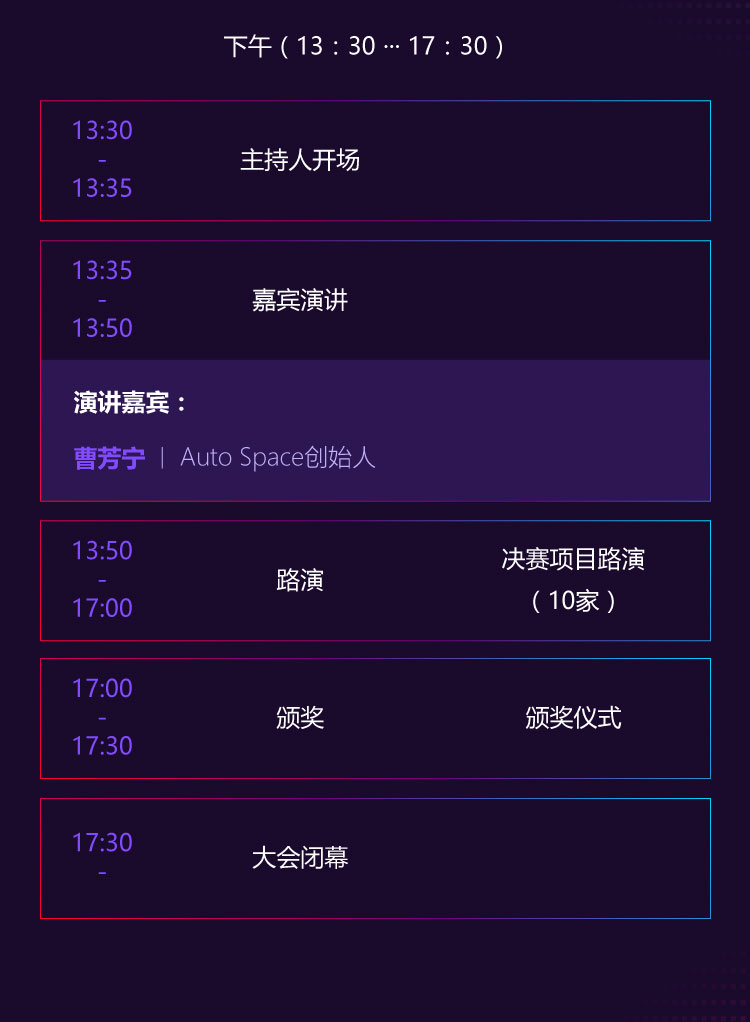 下午（13：30 ··· 17：30）
13:30
-
13:35
主持人开场
13:35
-
13:50
嘉宾演讲
演讲嘉宾：
曹芳宁 | Auto Space创始人
13:50
-
17:00
路演
决赛项目路演
（10家）
17:00
-
17:30
颁奖
颁奖仪式
17:30
-
大会闭幕